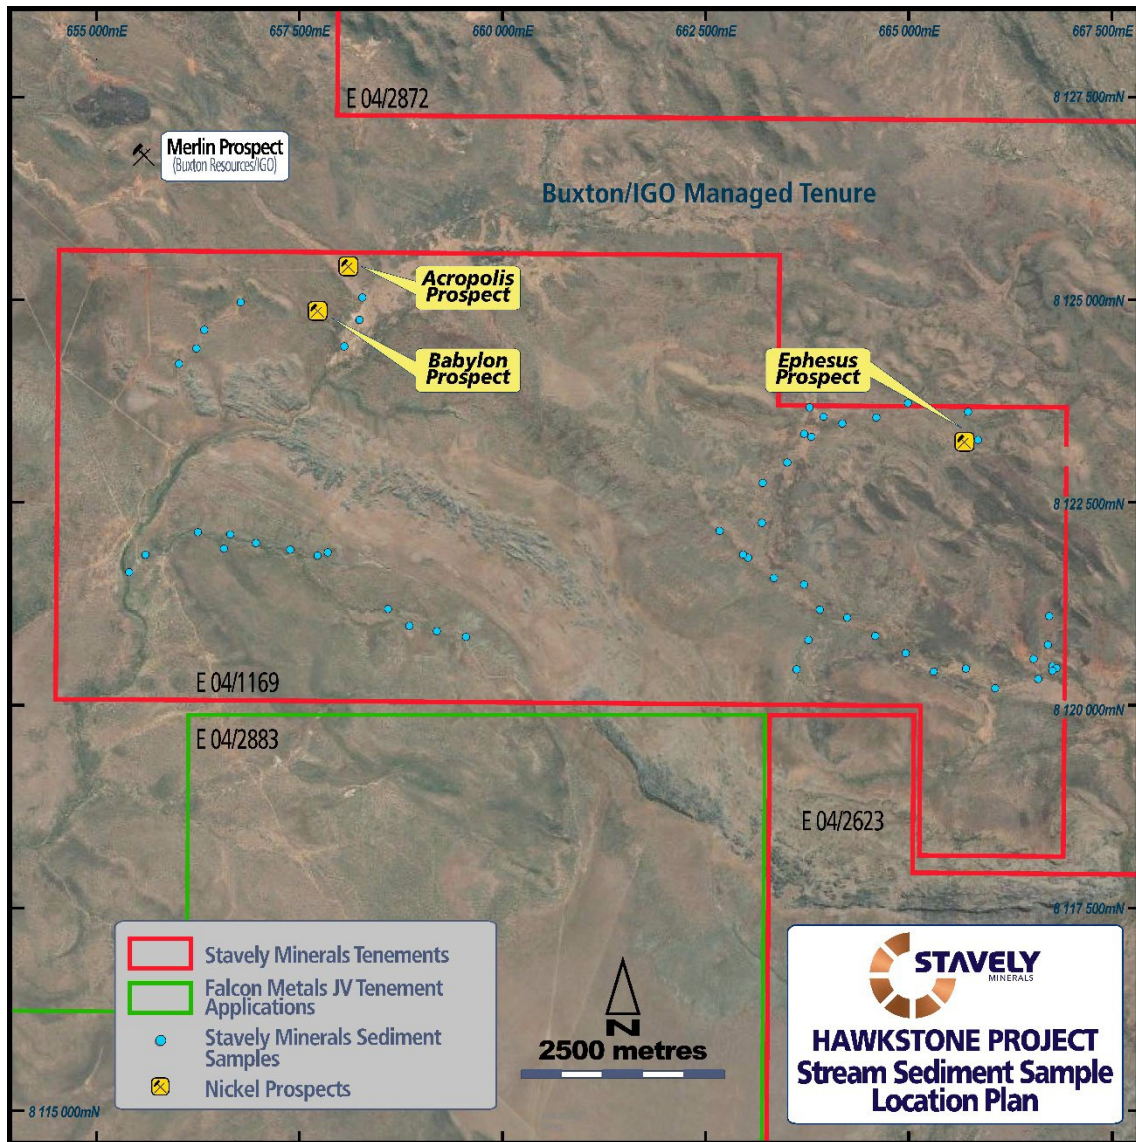 655 000mE
657 500mE
660 000mE
662 500mE
665 000mE
667 500mE
E 04/2872
8 127 500mN
Merlin Prospect
(Buxton Resources/IGO)
Buxton/IGO Managed Tenure
Acropolis
Prospect
8 125 000mN
Babylon
Prospect
Ephesus
Prospect
8 122 500mN
E 04/1169
8 120 000mN
E 04/2883
E 04/2623
8 117 500mN
Stavely Minerals Tenements
Falcon Metals JV Tenement
Applications
Stavely Minerals Sediment
Samples
Nickel Prospects
N
2500 metres
STAVELY
MINERALS
HAWKSTONE PROJECT
Stream Sediment Sample
Location Plan
8 115 000mN